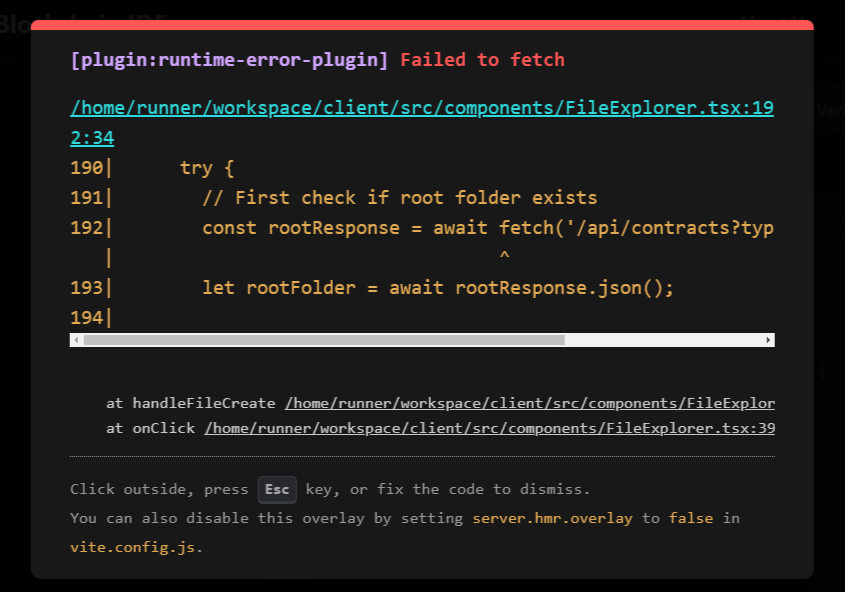 [plugin:runtime-error-plugin] Failed to fetch
/home/runner/workspace/client/src/components/FileExplorer.tsx:19
2:34
190|      try {
191|        // First check if root folder exists
192|        const rootResponse = await fetch('/api/contracts?typ
   |                                   ^
193|        let rootFolder = await rootResponse.json();
194|
at handleFileCreate /home/runner/workspace/client/src/components/FileExplor
at onClick /home/runner/workspace/client/src/components/FileExplorer.tsx:39
Click outside, press Esc key, or fix the code to dismiss.
You can also disable this overlay by setting server.hmr.overlay to false in
vite.config.js.